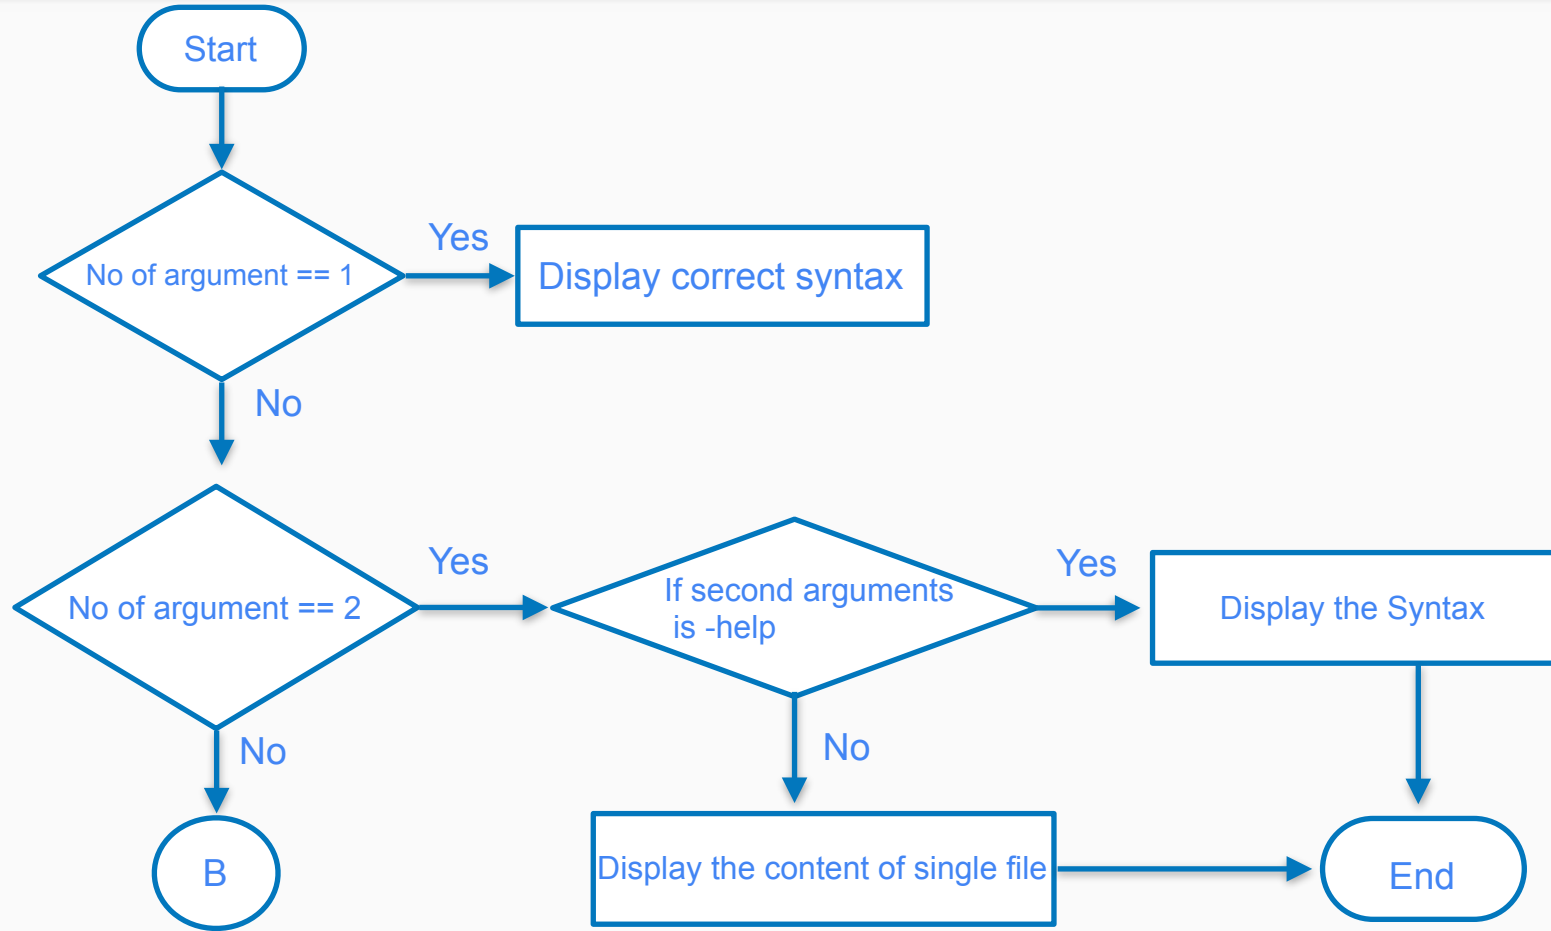 Start
No of argument == 1
Yes
Display correct syntax
No
No of argument == 2
Yes
If second arguments
is -help
Yes
Display the Syntax
No
No
B
Display the content of single file
End